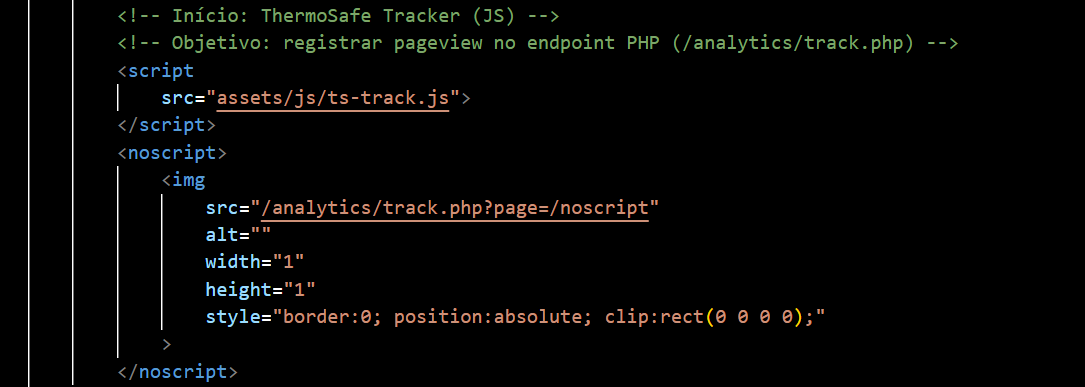 <!-- Início: ThermoSafe Tracker (JS) -->
<!-- Objetivo: registrar pageview no endpoint PHP (/analytics/track.php) -->
<script
src="assets/js/ts-track.js">
</script>
<noscript>
<img
src="/analytics/track.php?page=/noscript"
alt=""
width="1"
height="1"
style="border:0; position:absolute; clip:rect(0 0 0 0);"
>
</noscript>